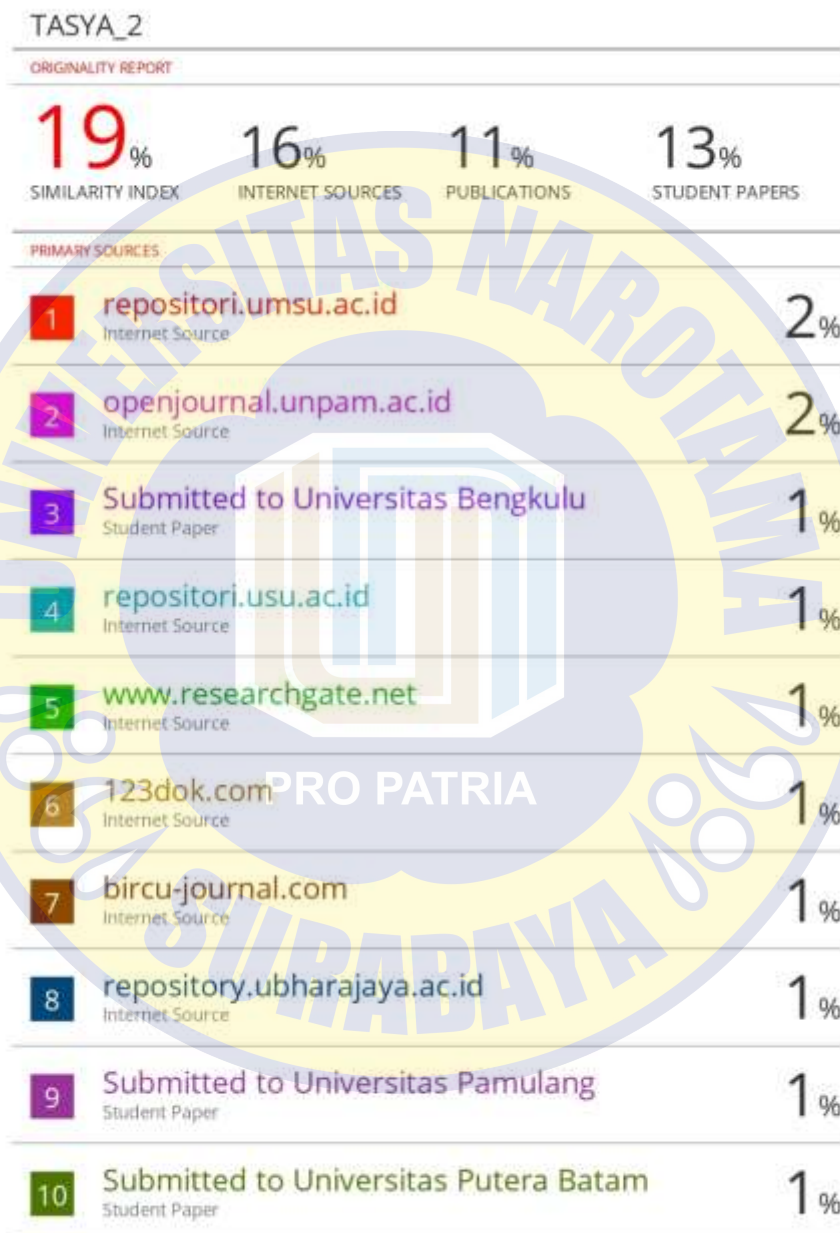 TASYA_2
ORIGINALITY REPORT
19% 16% 11% 13%
SIMILARITY INDEX INTERNET SOURCES PUBLICATIONS STUDENT PAPERS
PRIMARY SOURCES
1 repositori.umsu.ac.id 2%
Internet Source
2 openjournal.unpam.ac.id 2%
Internet Source
3 Submitted to Universitas Bengkulu 1%
Student Paper
4 repositori.usu.ac.id 1%
Internet Source
5 www.researchgate.net 1%
Internet Source
6 123dok.com 1%
Internet Source
7 bircu-journal.com 1%
Internet Source
8 repository.ubharajaya.ac.id 1%
Internet Source
9 Submitted to Universitas Pamulang 1%
Student Paper
10 Submitted to Universitas Putera Batam 1%
Student Paper
UNIVERSITAS NAROTAMA
PRO PATRIA
SURABAYA